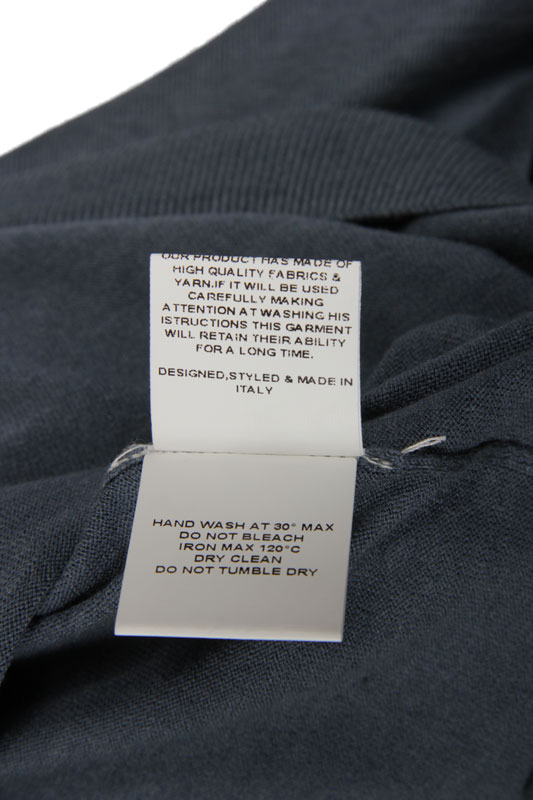 OUR PRODUCT HAS MADE OF
HIGH QUALITY FABRICS &
YARN.IF IT WILL BE USED
CAREFULLY MAKING
ATTENTION AT WASHING HIS
ISTRUCTIONS THIS GARMENT
WILL RETAIN THEIR ABILITY
FOR A LONG TIME.
DESIGNED,STYLED & MADE IN
ITALY
HAND WASH AT 30° MAX
DO NOT BLEACH
IRON MAX 120°C
DRY CLEAN
DO NOT TUMBLE DRY